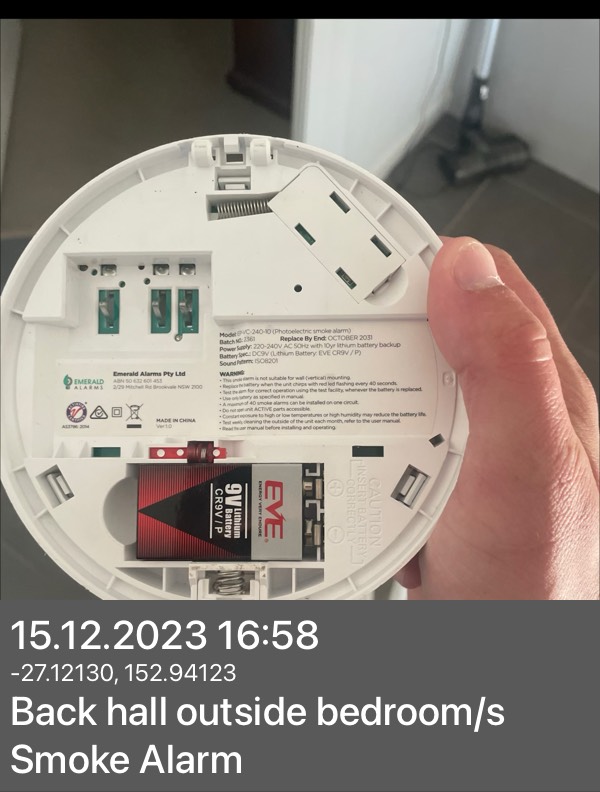 Model: EVC 240-10 (Photoelectric smoke alarm)
Batch NO: 2361 Replace By End: OCTOBER 2031
Power Supply: 220-240V AC 50Hz with 10yr lithium battery backup
Battery Spec.: DC9V (Lithium Battery: EVE CR9V / P)
Sound Pattern: ISO8201
WARNING:
• This smoke alarm is not suitable for wall (vertical) mounting.
• Replace battery when the unit chirps with red led flashing every 40 seconds.
• Test unit for correct operation using the test facility, whenever the battery is replaced.
• Use only battery as specified in manual.
• A maximum of 40 smoke alarms can be installed on one circuit.
• Do not use until ACTIVE parts accessible.
• Constant exposure to high or low temperatures or high humidity may reduce the battery life.
• Test weekly, cleaning the outside of the unit each month, refer to the user manual.
• Read user manual before installing and operating.
EMERALD
ALARMS
Emerald Alarms Pty Ltd
ABN 50 632 601 453
2/29 Mitchell Rd Brookvale NSW 2100
AS3786: 2014
MADE IN CHINA
Ver 1.0
EVE
ENERGY VERY ENDURE
9V Lithium
Battery
CR9V / P
CAUTION
15.12.2023 16:58
-27.12130, 152.94123
Back hall outside bedroom/s
Smoke Alarm